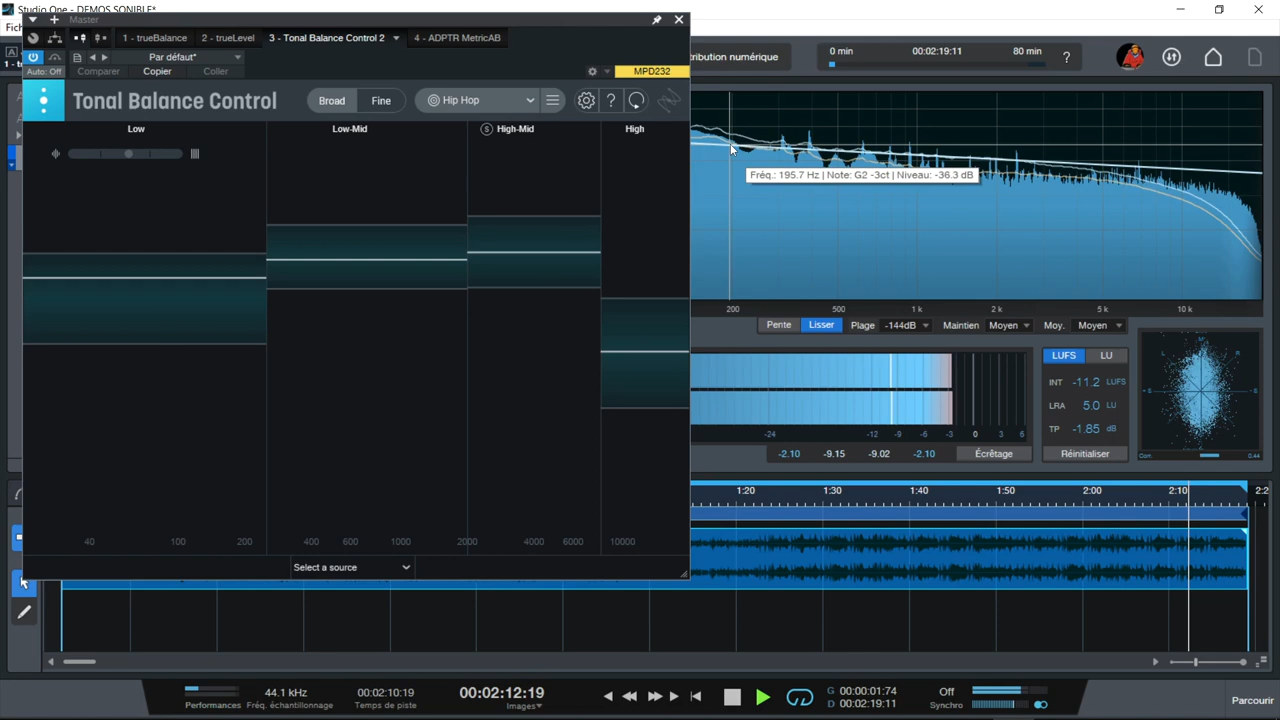 Studio One - DEMOS SONIBLE*
Master
Fich
1 - trueBalance
2 - trueLevel
3 - Tonal Balance Control 2
4 - ADPTR MetricAB
Par défaut*
Auto: Off
Comparer
Copier
Coller
MPD232
Tonal Balance Control
Broad
Fine
Hip Hop
?
Low
Low-Mid
S High-Mid
High
40
100
200
400
600
1000
2000
4000
6000
10000
Select a source
tribution numérique
0 min
00:02:19:11
80 min
?
Fréq.: 195.7 Hz | Note: G2 -3ct | Niveau: -36.3 dB
200
500
1 k
2 k
5 k
10 k
Pente
Lisser
Plage
-144dB
Maintien
Moyen
Moy.
Moyen
-24
-12
-9
-6
-3
0
3
6
-2.10
-9.15
-9.02
-2.10
Écrêtage
LUFS
LU
INT -11.2 LUFS
LRA 5.0 LU
TP -1.85 dB
Réinitialiser
L
M
R
+S
-S
Corr.
0.44
1:20
1:30
1:40
1:50
2:00
2:10
2:2
Performances
44.1 kHz
Fréq. échantillonnage
00:02:10:19
Temps de piste
00:02:12:19
Images
G 00:00:01:74
D 00:02:19:11
Off
Synchro
Parcourir